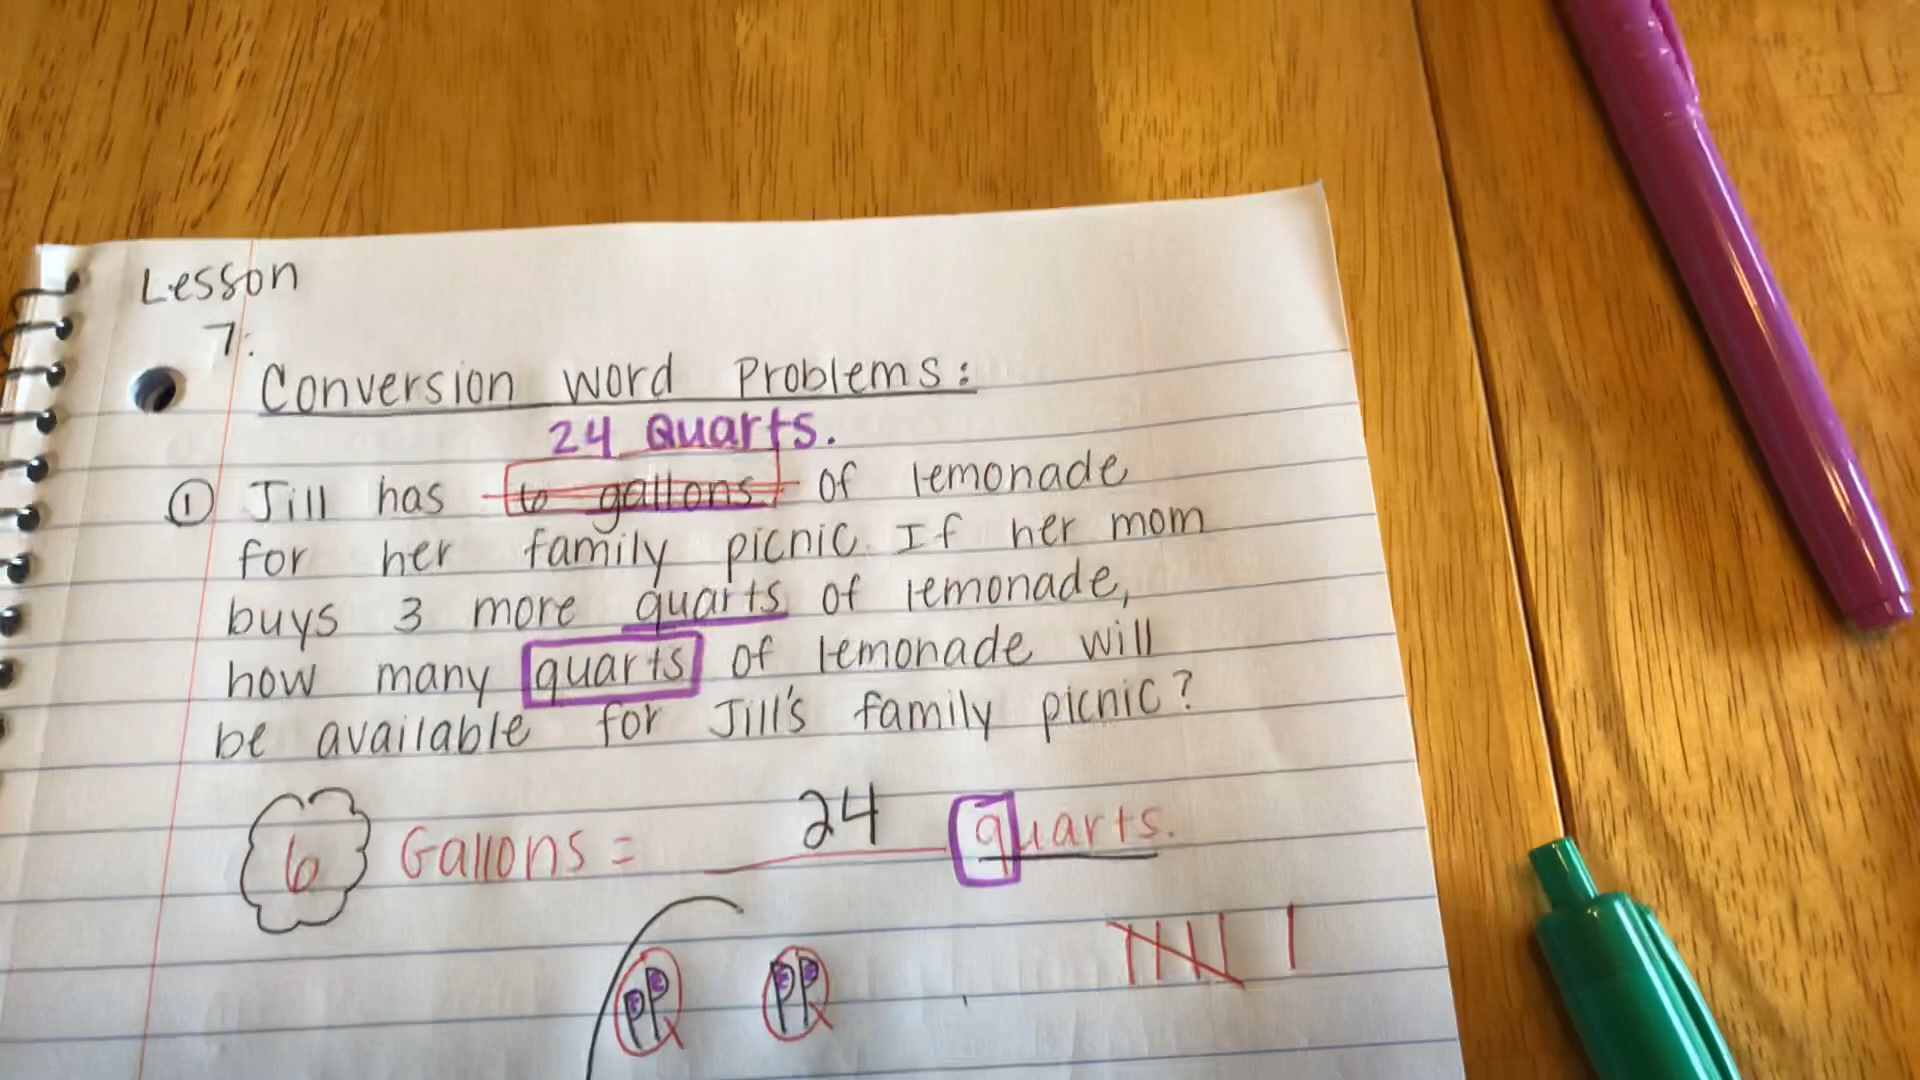 Lesson
7:
Conversion Word Problems:
24 Quarts.
① Jill has 6 gallons of lemonade
for her family picnic. If her mom
buys 3 more quarts of lemonade,
how many quarts of lemonade will
be available for Jill's family picnic?
6 Gallons = 24 quarts.
PP PP